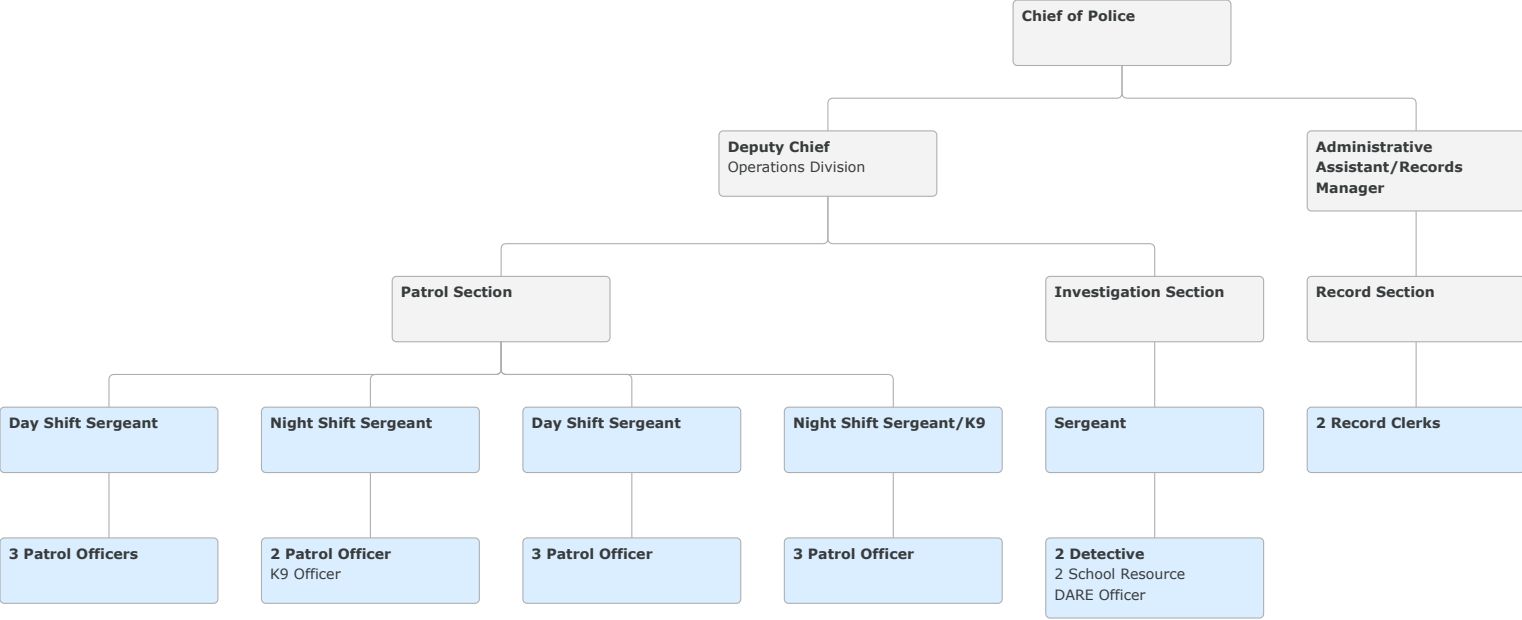 Chief of Police
Deputy Chief
Operations Division
Administrative
Assistant/Records
Manager
Patrol Section
Investigation Section
Record Section
Day Shift Sergeant
Night Shift Sergeant
Day Shift Sergeant
Night Shift Sergeant/K9
Sergeant
2 Record Clerks
3 Patrol Officers
2 Patrol Officer
K9 Officer
3 Patrol Officer
3 Patrol Officer
2 Detective
2 School Resource
DARE Officer